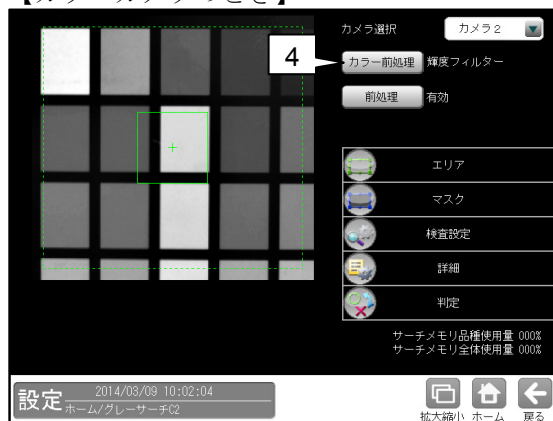 カメラ選択
カメラ2
4
カラー前処理
輝度フィルター
前処理
有効
エリア
マスク
検査設定
詳細
判定
サーチメモリ品種使用量 000%
サーチメモリ全体使用量 000%
設定
2014/03/09 10:02:04
ホーム/グレーサーチC2
拡大縮小
ホーム
戻る